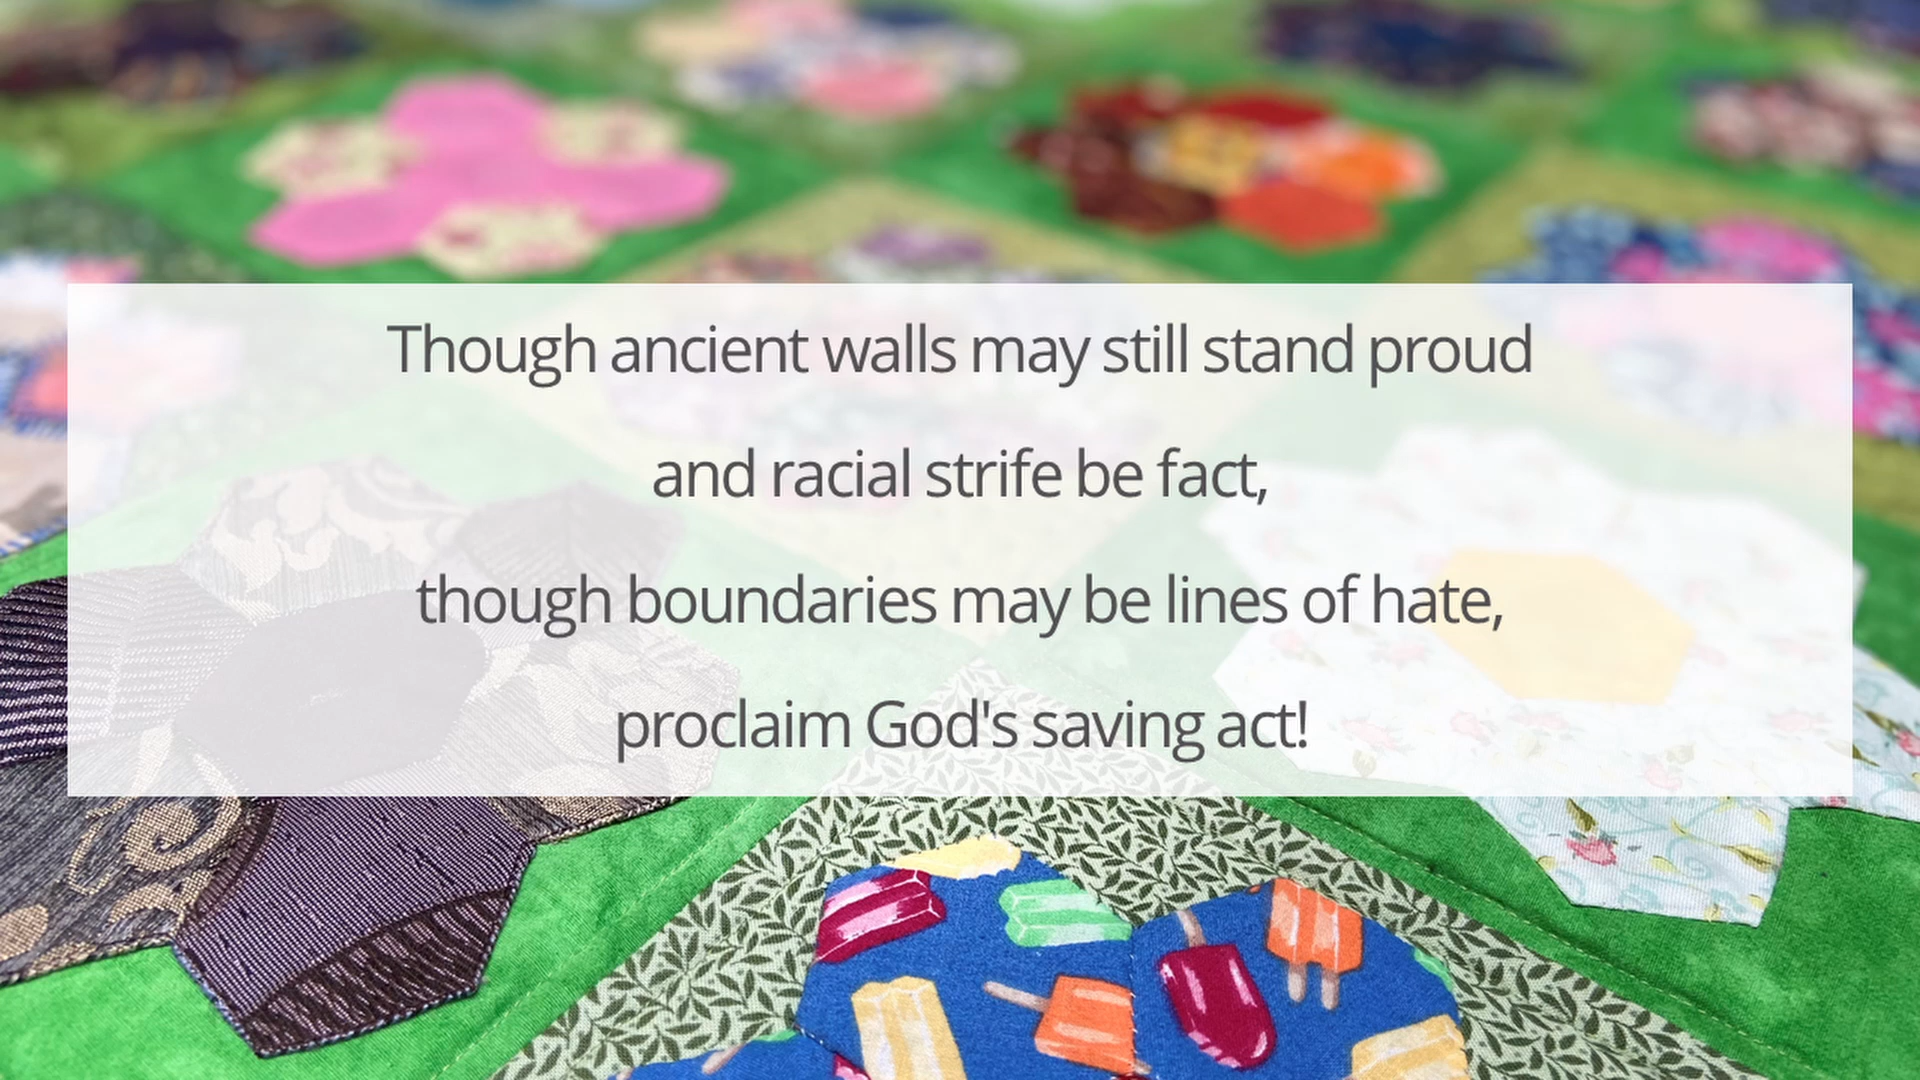 Though ancient walls may still stand proud
and racial strife be fact,
though boundaries may be lines of hate,
proclaim God's saving act!